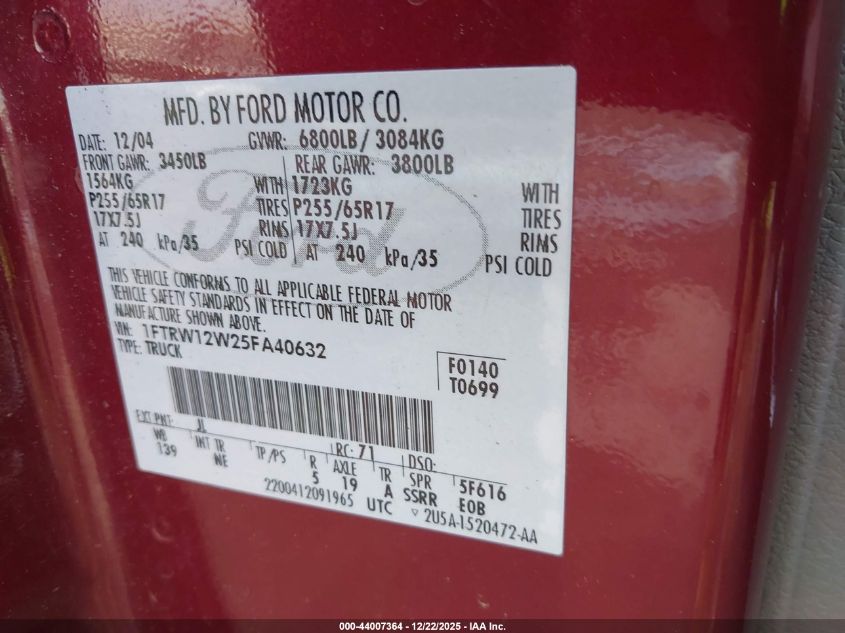 MFD. BY FORD MOTOR CO.
DATE: 12/04 GVWR: 6800LB / 3084KG
FRONT GAWR: 3450LB REAR GAWR: 3800LB
1564KG WITH 1723KG WITH
P255/65R17 TIRES P255/65R17 TIRES
17X7.5J RIMS 17X7.5J RIMS
AT 240 kPa/35 PSI COLD AT 240 kPa/35 PSI COLD
Ford
THIS VEHICLE CONFORMS TO ALL APPLICABLE FEDERAL MOTOR
VEHICLE SAFETY STANDARDS IN EFFECT ON THE DATE OF
MANUFACTURE SHOWN ABOVE.
VIN: 1FTRW12W25FA40632
TYPE: TRUCK
F0140
T0699
EXT PNT: JL RC: 71 DSO:
WB INT TR TP/PS R AXLE TR SPR 5F616
139 NE 5 19 A SSRR EOB
2200412091965 UTC ▽ 2U5A-1520472-AA
000-44007364 - 12/22/2025 - IAA Inc.